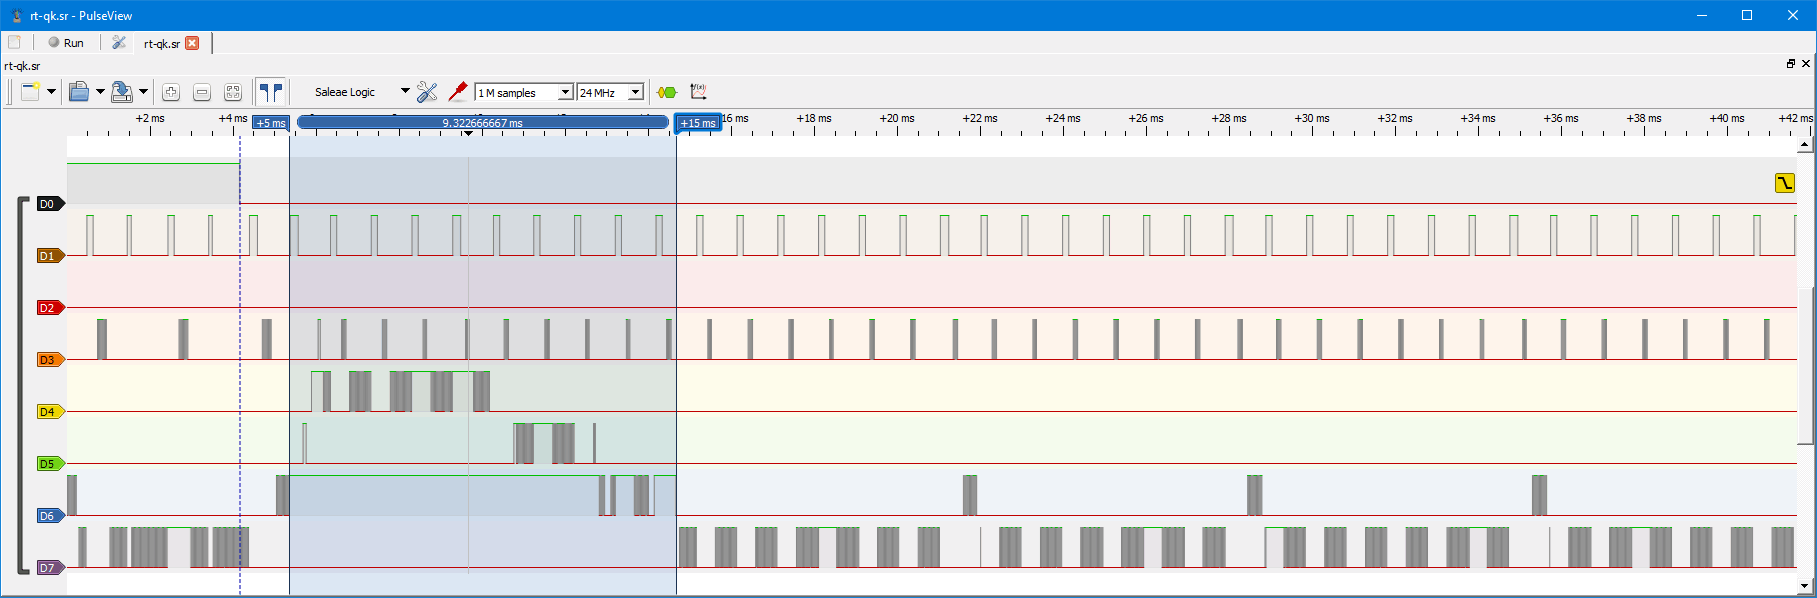 rt-qk.sr - PulseView
Run
rt-qk.sr
rt-qk.sr
Saleae Logic
1 M samples
24 MHz
f(x)
+2 ms
+4 ms
+5 ms
9.322666667 ms
+15 ms
16 ms
+18 ms
+20 ms
+22 ms
+24 ms
+26 ms
+28 ms
+30 ms
+32 ms
+34 ms
+36 ms
+38 ms
+40 ms
+42 ms
D0
D1
D2
D3
D4
D5
D6
D7